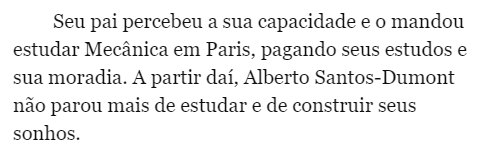 Seu pai percebeu a sua capacidade e o mandou
estudar Mecânica em Paris, pagando seus estudos e
sua moradia. A partir daí, Alberto Santos-Dumont
não parou mais de estudar e de construir seus
sonhos.